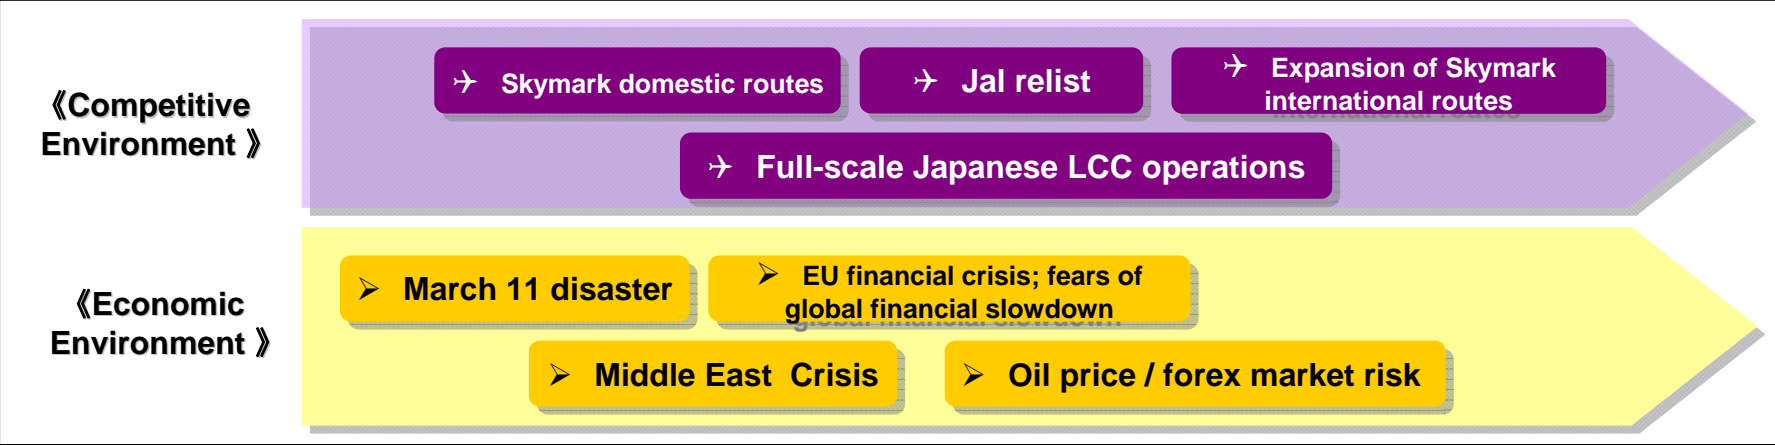 《Competitive
Environment 》
✈ Skymark domestic routes
✈ Jal relist
✈ Expansion of Skymark
international routes
✈ Full-scale Japanese LCC operations
《Economic
Environment 》
➢ March 11 disaster
➢ EU financial crisis; fears of
global financial slowdown
➢ Middle East  Crisis
➢ Oil price / forex market risk